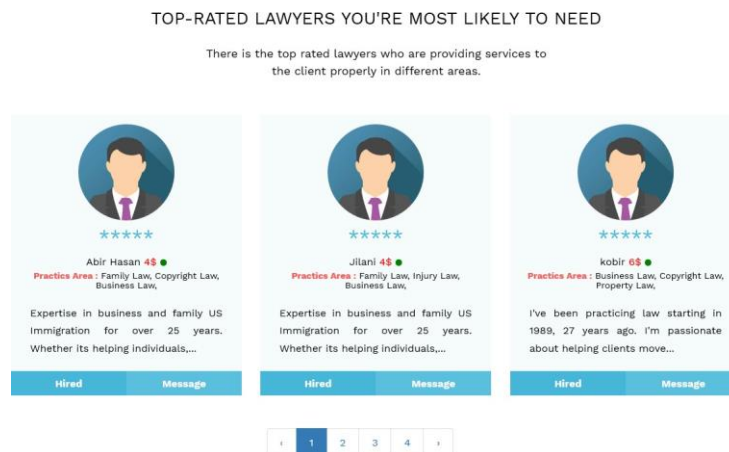 TOP-RATED LAWYERS YOU'RE MOST LIKELY TO NEED
There is the top rated lawyers who are providing services to
the client properly in different areas.
*****
Abir Hasan 4$
Practics Area : Family Law, Copyright Law,
Business Law,
Expertise in business and family US
Immigration for over 25 years.
Whether its helping individuals,...
Hired Message
*****
Jilani 4$
Practics Area : Family Law, Injury Law,
Business Law,
Expertise in business and family US
Immigration for over 25 years.
Whether its helping individuals,...
Hired Message
*****
kobir 6$
Practics Area : Business Law, Copyright Law,
Property Law,
I've been practicing law starting in
1989, 27 years ago. I'm passionate
about helping clients move...
Hired Message
‹ 1 2 3 4 ›